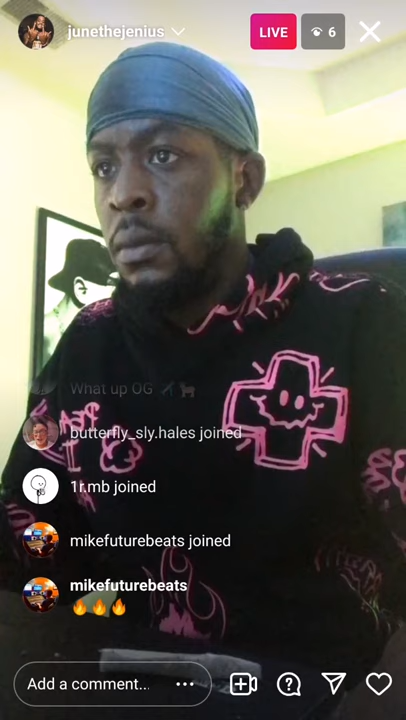 junethejenius
LIVE
6
What up OG
butterfly_sly.hales joined
1r.mb joined
mikefuturebeats joined
mikefuturebeats
🔥🔥🔥
Add a comment...